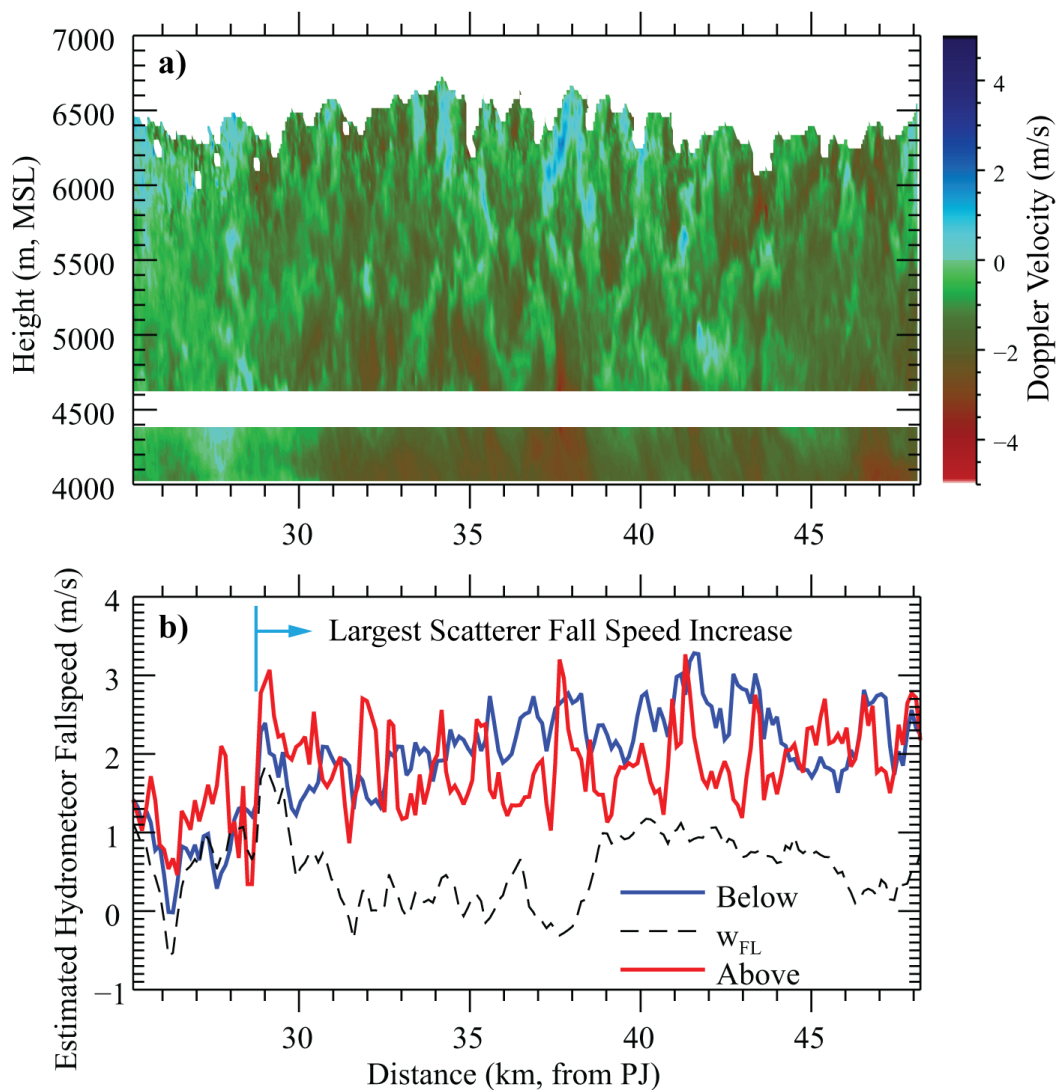 a)
7000
6500
6000
5500
5000
4500
4000
Height (m, MSL)
30
35
40
45
4
2
0
−2
−4
Doppler Velocity (m/s)
b)
Largest Scatterer Fall Speed Increase
4
3
2
1
0
−1
Estimated Hydrometeor Fallspeed (m/s)
Below
wFL
Above
30
35
40
45
Distance (km, from PJ)